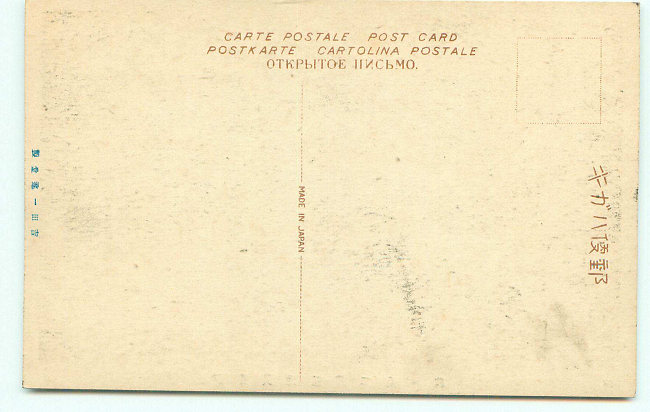 CARTE POSTALE POST CARD
POSTKARTE CARTOLINA POSTALE
ОТКРЫТОЕ ПИСЬМО.
郵便ハガキ
MADE IN JAPAN